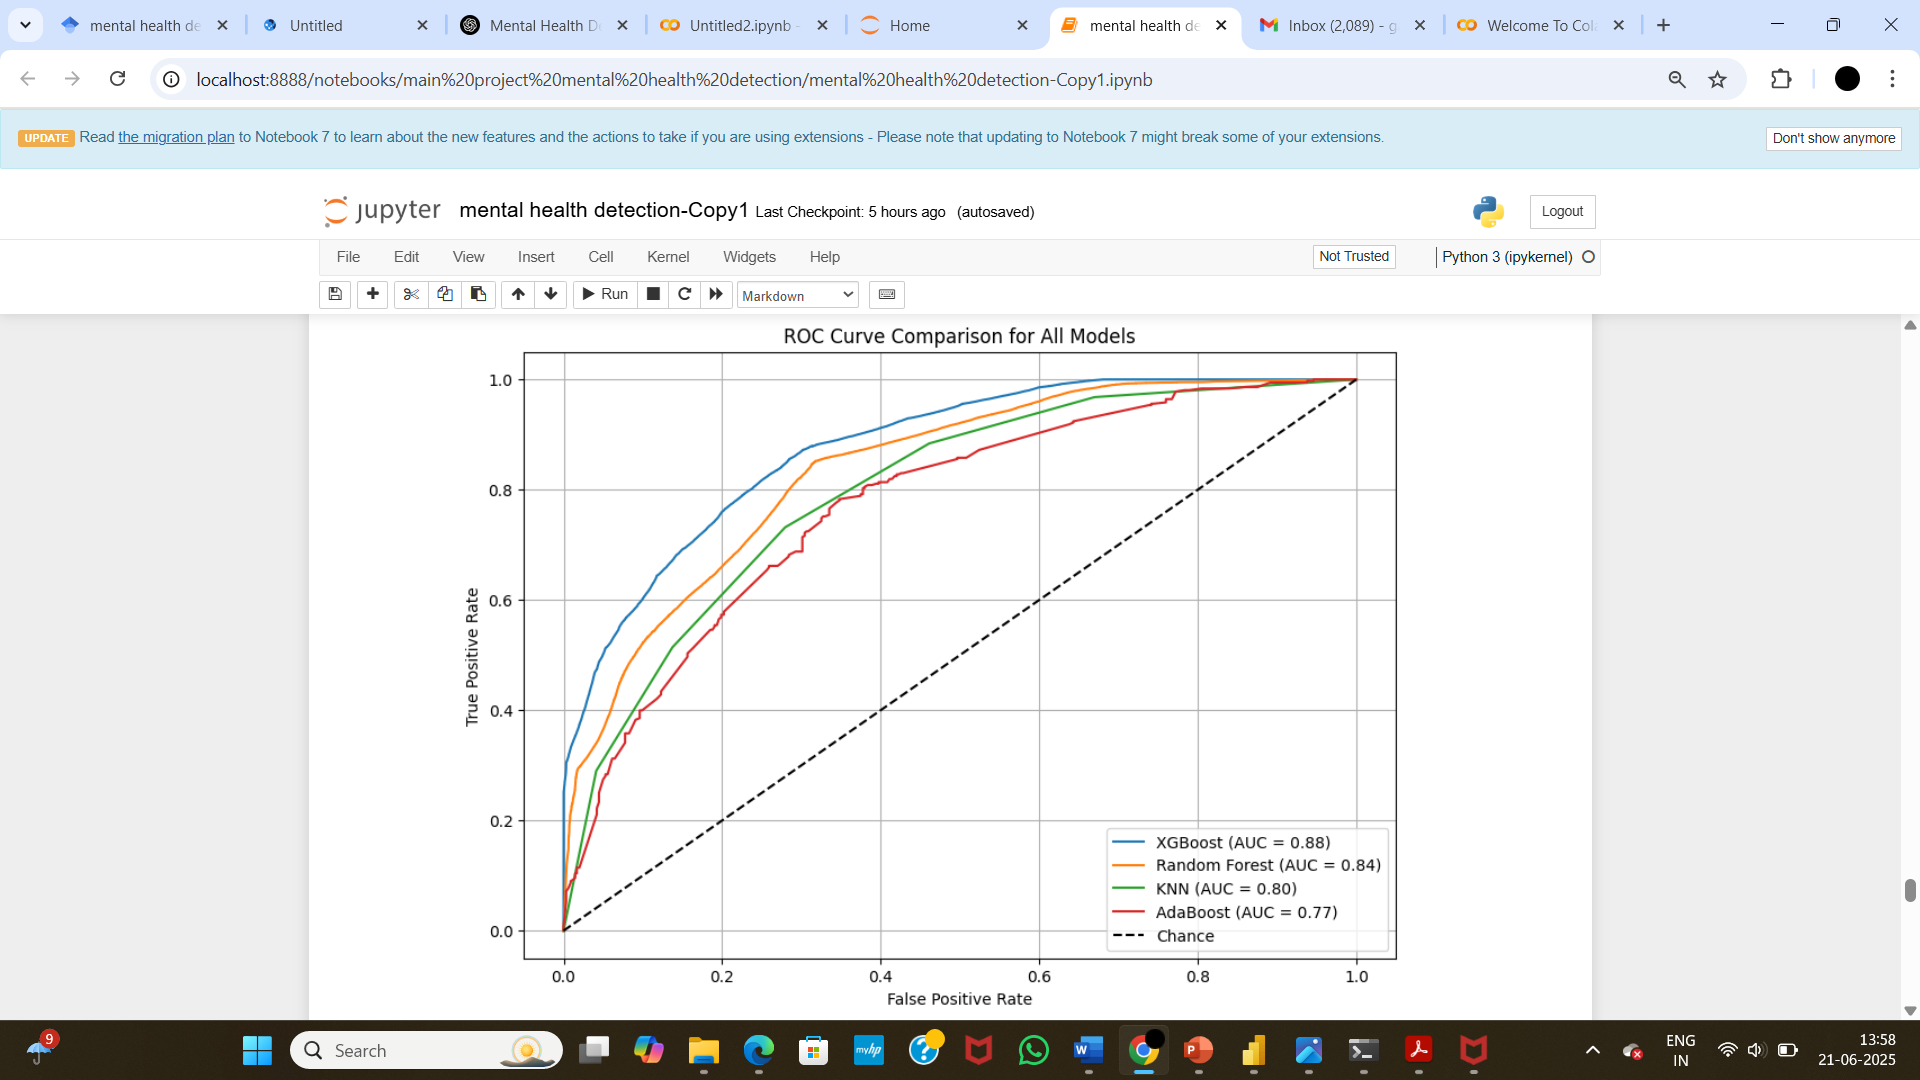 mental health de
Untitled
Mental Health D
Untitled2.ipynb -
Home
mental health de
Inbox (2,089) - g
Welcome To Col
localhost:8888/notebooks/main%20project%20mental%20health%20detection/mental%20health%20detection-Copy1.ipynb
UPDATE Read the migration plan to Notebook 7 to learn about the new features and the actions to take if you are using extensions - Please note that updating to Notebook 7 might break some of your extensions.
Don't show anymore
jupyter mental health detection-Copy1 Last Checkpoint: 5 hours ago (autosaved)
Logout
File Edit View Insert Cell Kernel Widgets Help
Not Trusted
Python 3 (ipykernel)
Run
Markdown
ROC Curve Comparison for All Models
1.0
0.8
0.6
0.4
0.2
0.0
True Positive Rate
XGBoost (AUC = 0.88)
Random Forest (AUC = 0.84)
KNN (AUC = 0.80)
AdaBoost (AUC = 0.77)
Chance
0.0 0.2 0.4 0.6 0.8 1.0
False Positive Rate
9
Search
myhp
ENG
IN
13:58
21-06-2025